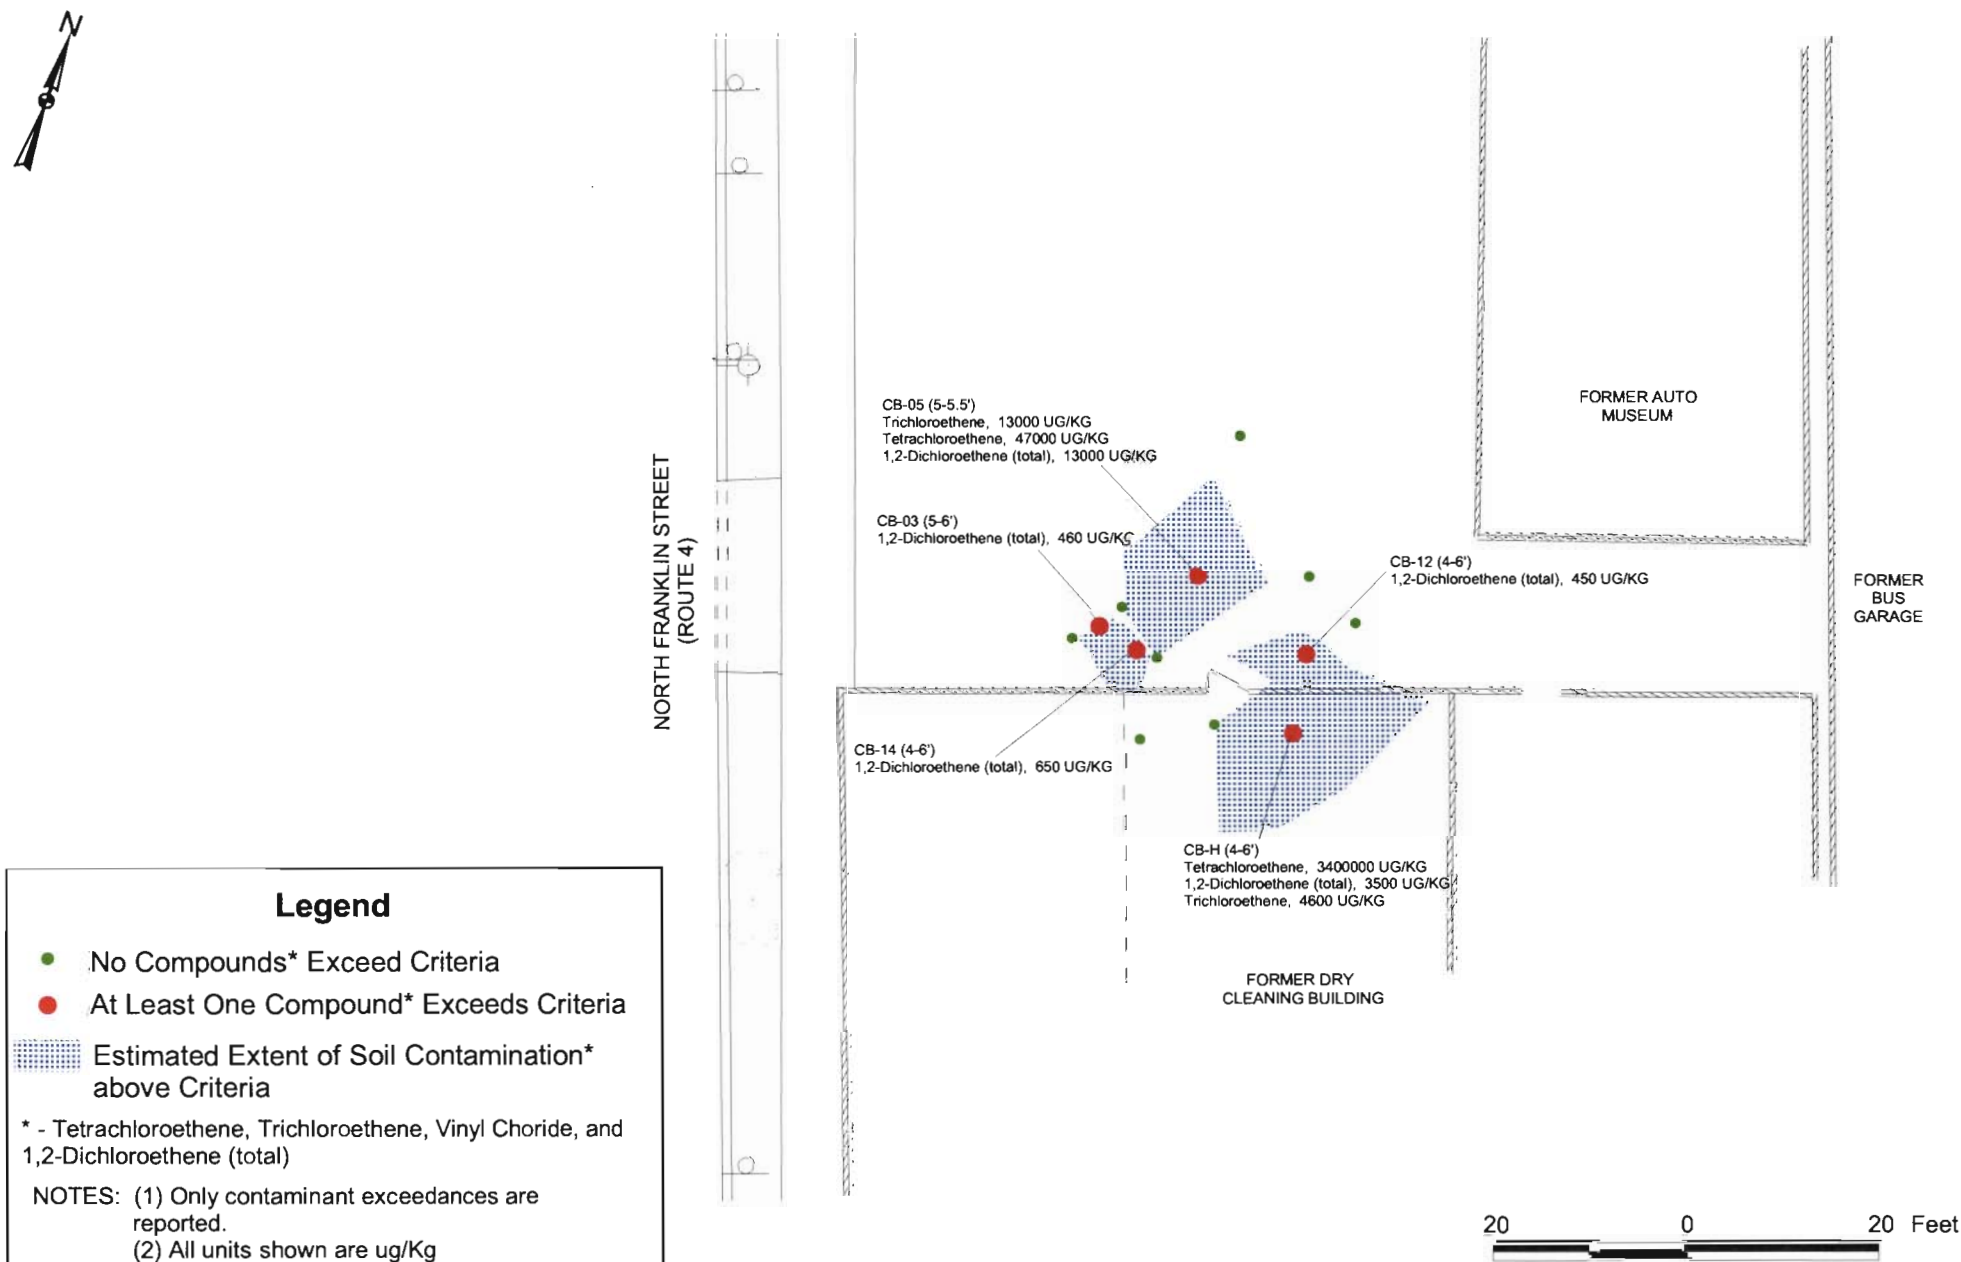 N
CB-05 (5-5.5')
Trichloroethene, 13000 UG/KG
Tetrachloroethene, 47000 UG/KG
1,2-Dichloroethene (total), 13000 UG/KG
CB-03 (5-6')
1,2-Dichloroethene (total), 460 UG/KG
NORTH FRANKLIN STREET
(ROUTE 4)
FORMER AUTO
MUSEUM
CB-12 (4-6')
1,2-Dichloroethene (total), 450 UG/KG
FORMER
BUS
GARAGE
CB-14 (4-6')
1,2-Dichloroethene (total), 650 UG/KG
CB-H (4-6')
Tetrachloroethene, 3400000 UG/KG
1,2-Dichloroethene (total), 3500 UG/KG
Trichloroethene, 4600 UG/KG
FORMER DRY
CLEANING BUILDING
Legend
No Compounds* Exceed Criteria
At Least One Compound* Exceeds Criteria
Estimated Extent of Soil Contamination*
above Criteria
* - Tetrachloroethene, Trichloroethene, Vinyl Choride, and
1,2-Dichloroethene (total)
NOTES: (1) Only contaminant exceedances are
reported.
(2) All units shown are ug/Kg
20 0 20 Feet